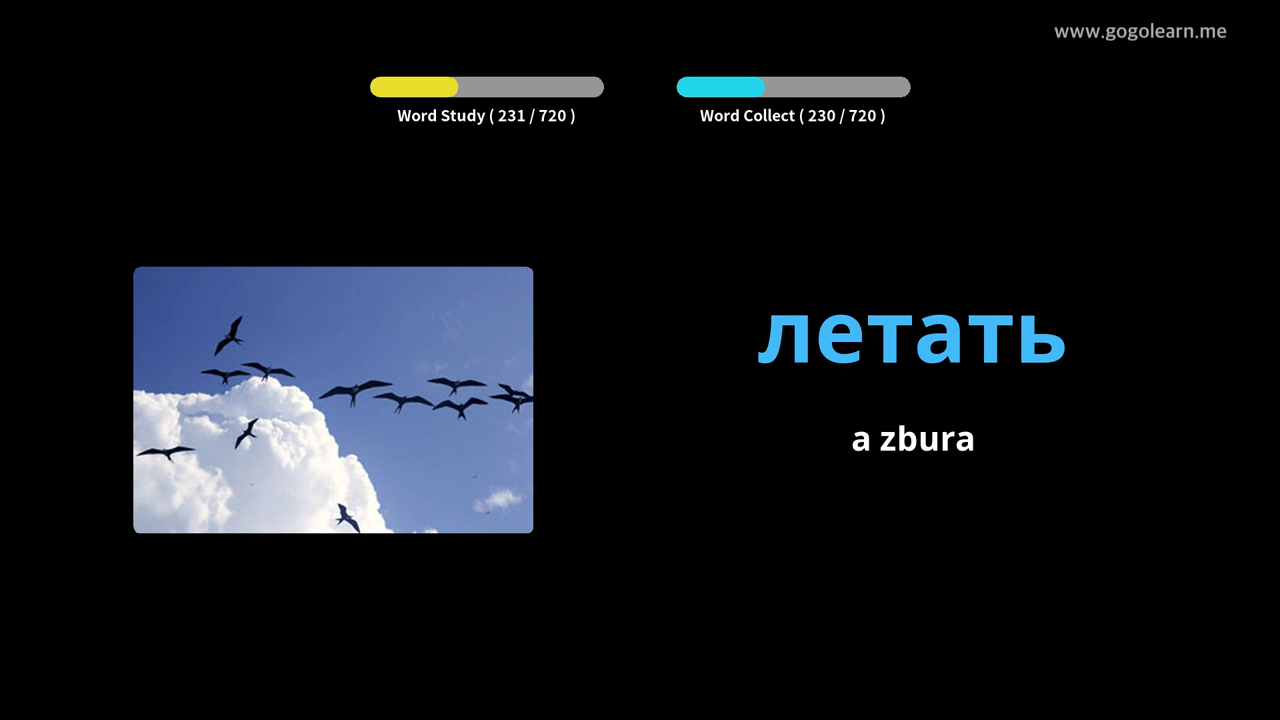 www.gogolearn.me
Word Study ( 231 / 720 )
Word Collect ( 230 / 720 )
летать
a zbura